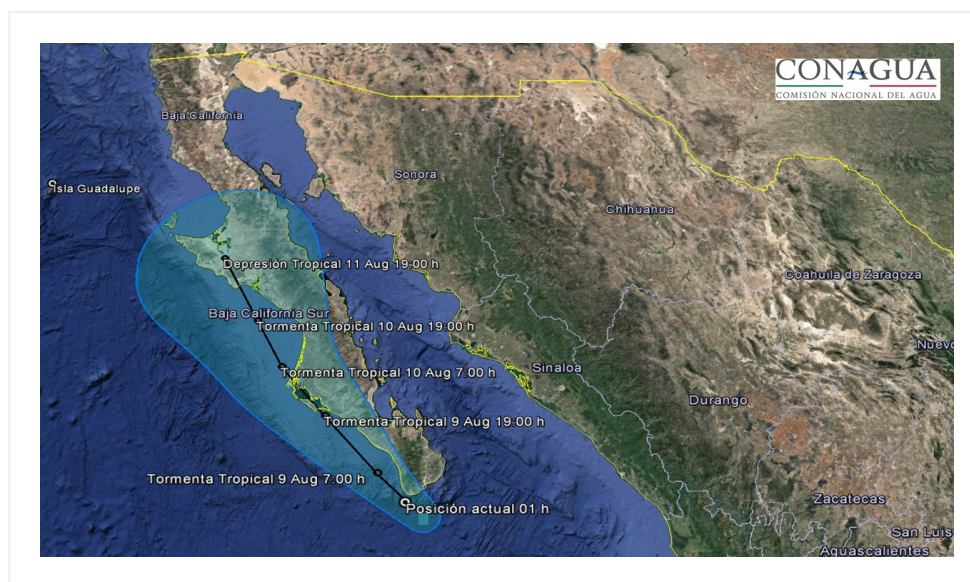 CONAGUA
COMISIÓN NACIONAL DEL AGUA
Baja California
Isla Guadalupe
Sonora
Chihuahua
Depresión Tropical 11 Aug 19:00 h
Coahuila de Zaragoza
Baja California Sur
Tormenta Tropical 10 Aug 19:00 h
Nuevo
Tormenta Tropical 10 Aug 7:00 h
Sinaloa
Durango
Tormenta Tropical 9 Aug 19:00 h
Tormenta Tropical 9 Aug 7:00 h
Zacatecas
Posición actual 01 h
San Luis
Aguascalientes